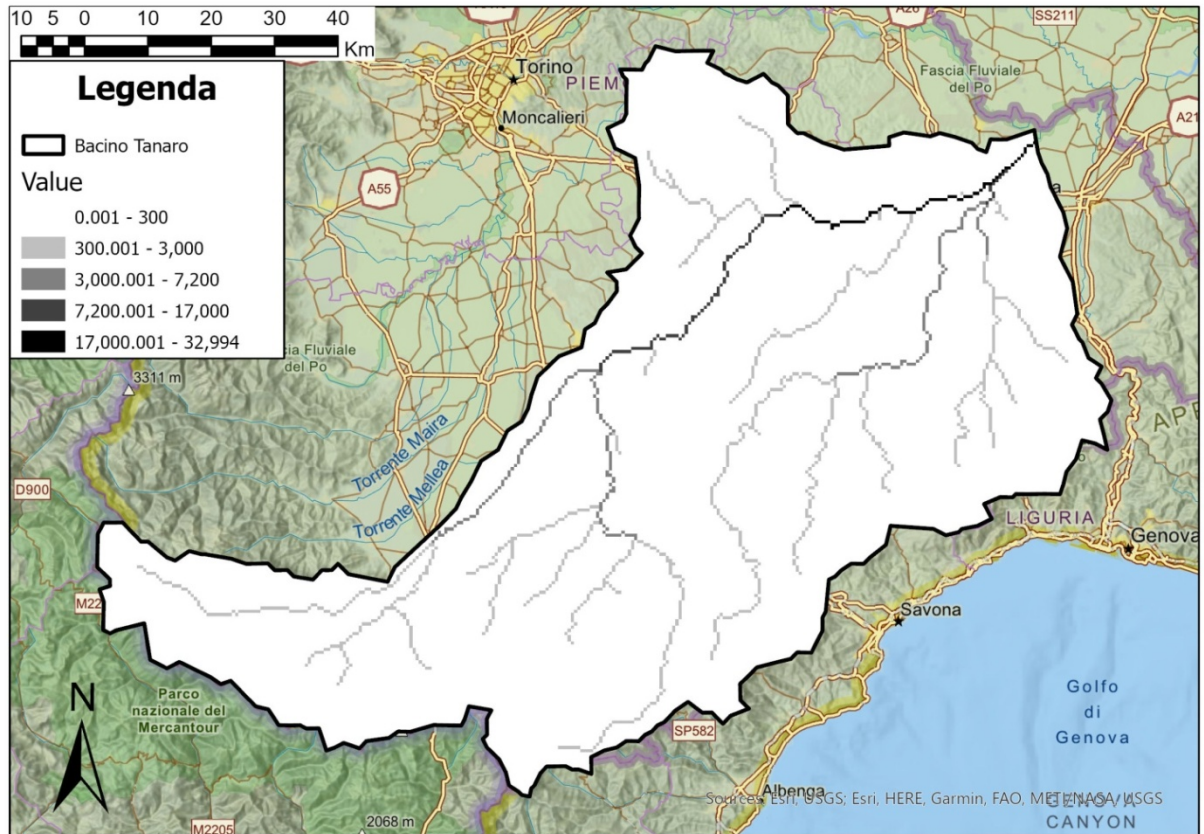 10 5 0 10 20 30 40
Km
Legenda
Bacino Tanaro
Value
0.001 - 300
300.001 - 3,000
3,000.001 - 7,200
7,200.001 - 17,000
17,000.001 - 32,994
A26
SS211
Torino
PIEM
Fascia Fluviale
del Po
Moncalieri
A21
A55
a
cia Fluviale
del Po
3311 m
Torrente Maira
Torrente Mellea
D900
AP
LIGURIA
Genova
M22
Savona
N
Parco
nazionale del
Mercantour
Golfo
di
Genova
SP582
Albenga
Sources: Esri, USGS; Esri, HERE, Garmin, FAO, METI/NASA, USGS
GENOVA
CANYON
M2205
2068 m